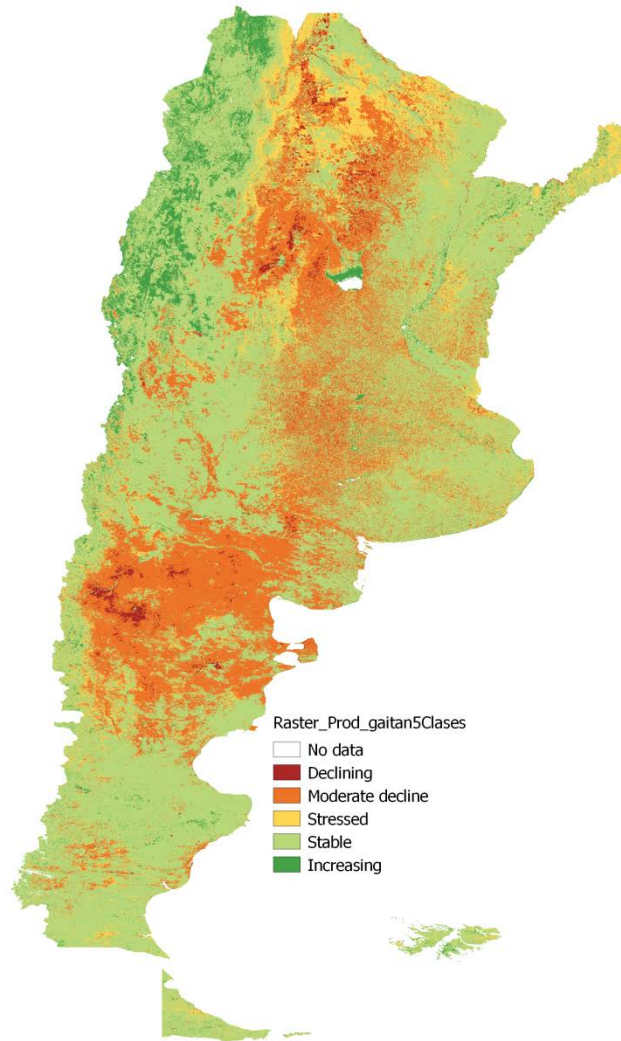 Raster_Prod_gaitan5Clases
No data
Declining
Moderate decline
Stressed
Stable
Increasing